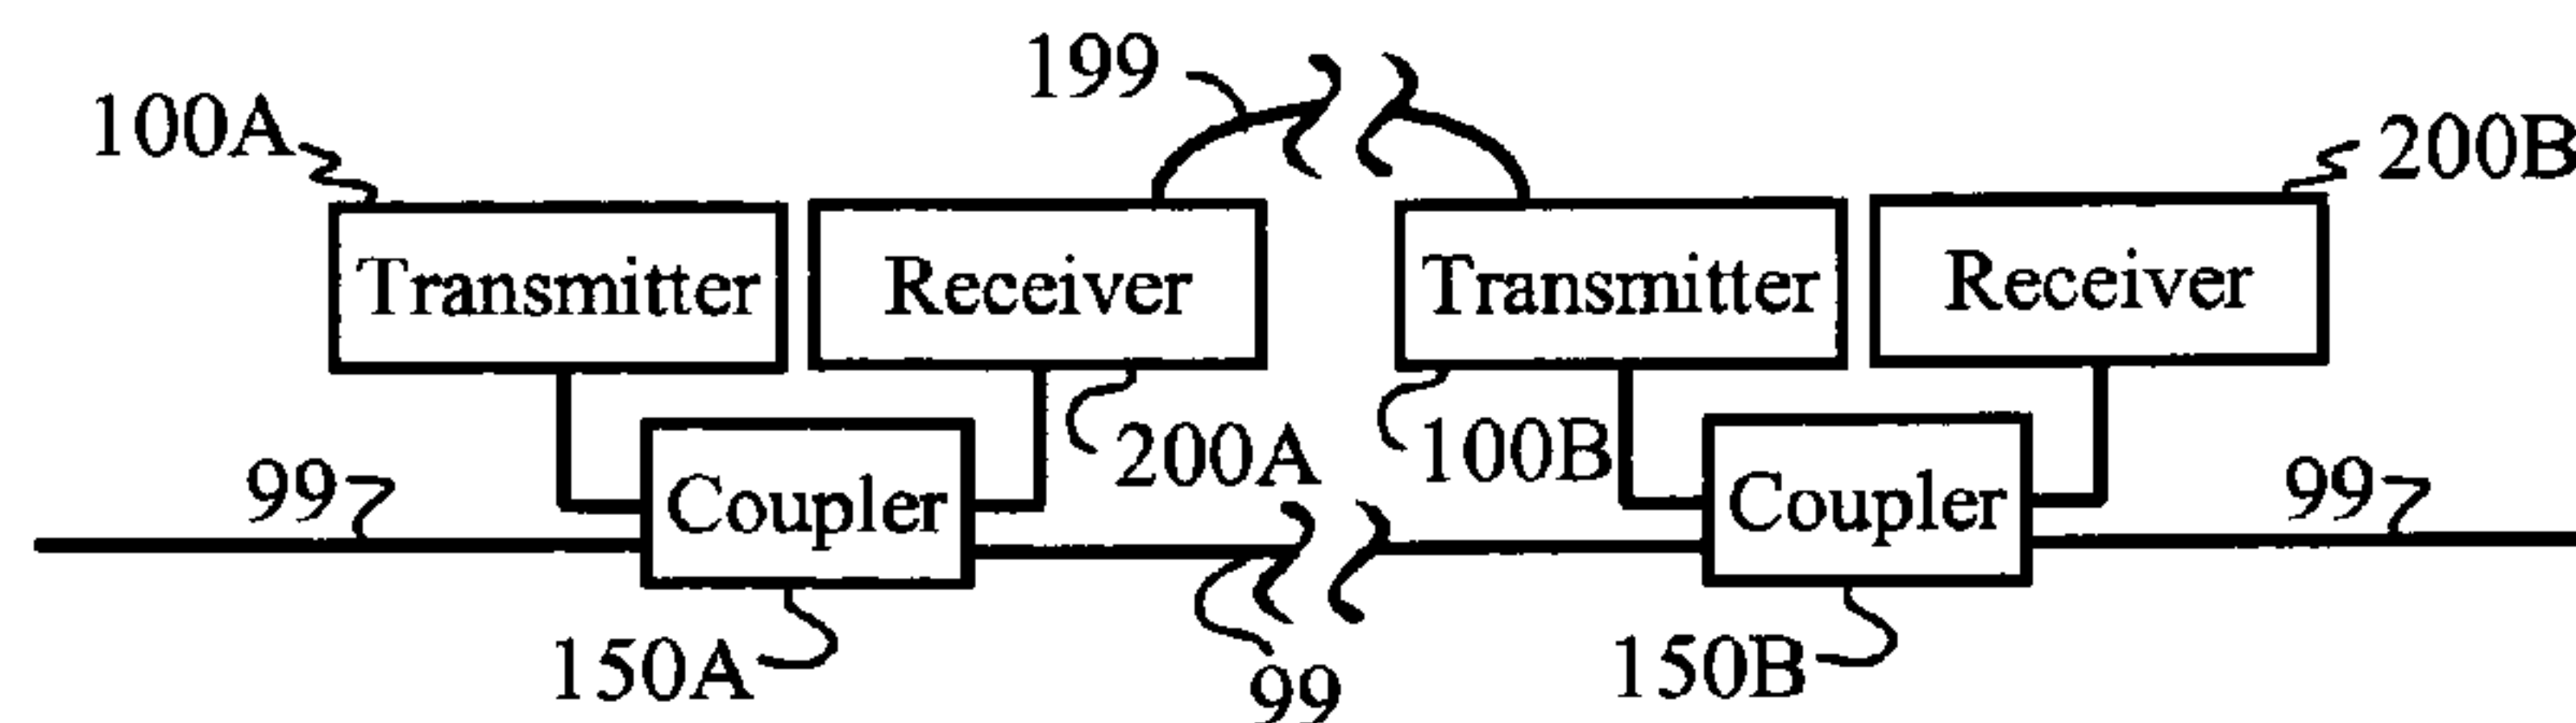 199
100A
200B
Transmitter
Receiver
Transmitter
Receiver
200A
100B
99
Coupler
Coupler
99
150A
99
150B